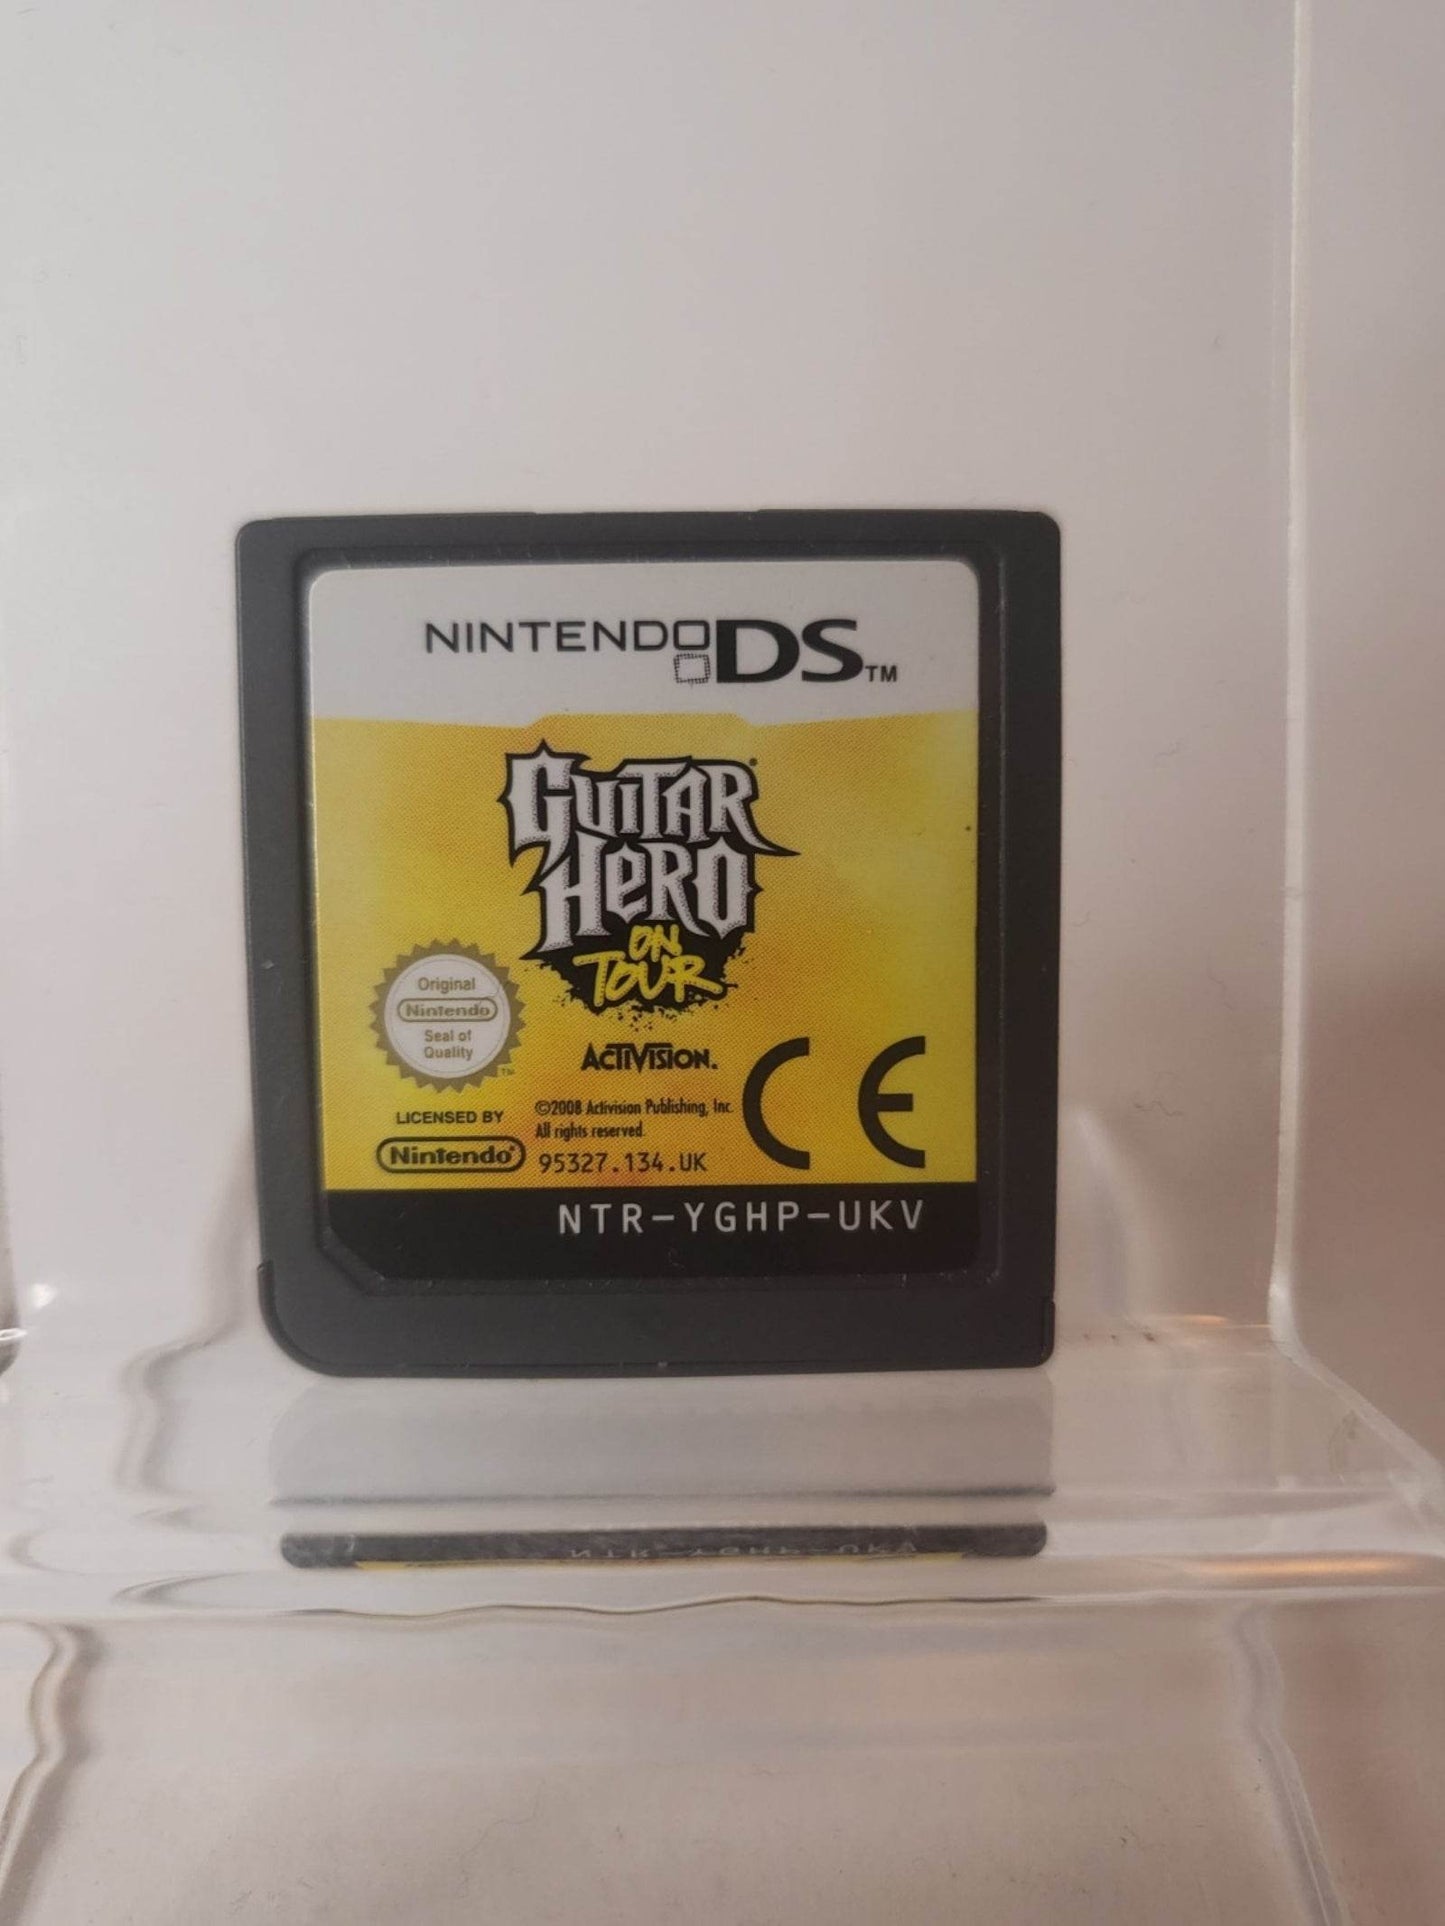 NINTENDO DS™
GUITAR
HERO
ON
TOUR
Original
Nintendo
Seal of
Quality
TM
ACTIVISION.
CE
LICENSED BY
Nintendo®
©2008 Activision Publishing, Inc.
All rights reserved.
95327.134.UK
NTR-YGHP-UKV